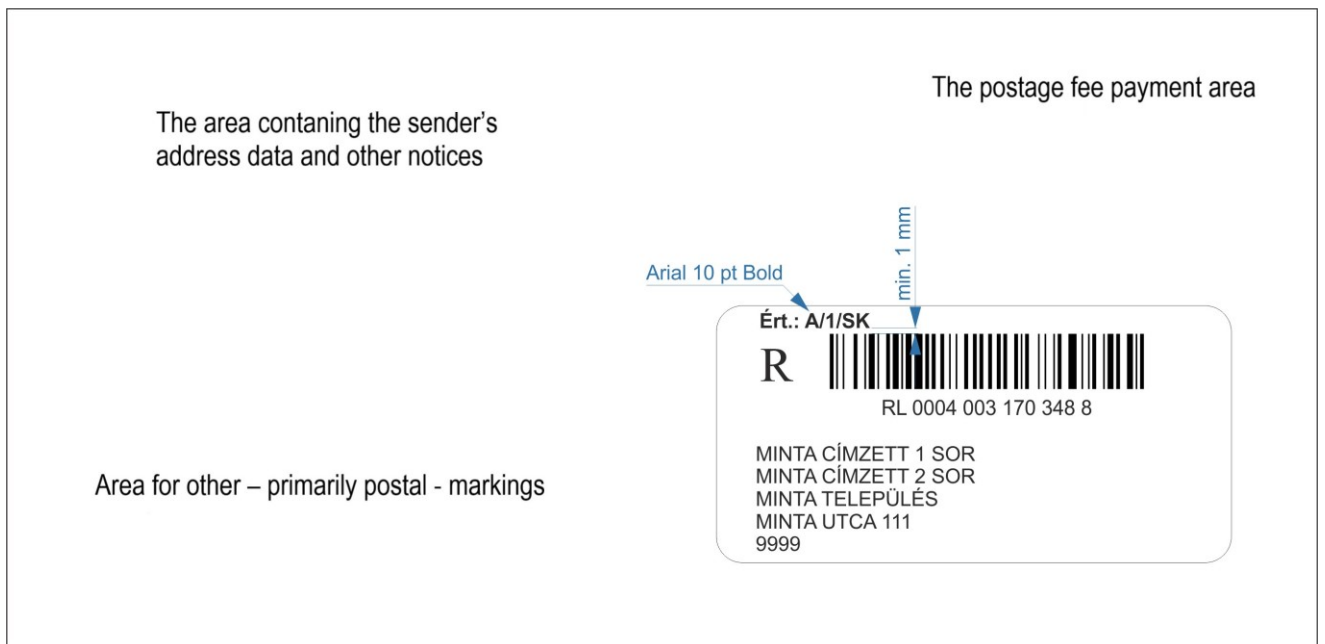 The postage fee payment area
The area contaning the sender's
address data and other notices
min. 1 mm
Arial 10 pt Bold
Ért.: A/1/SK
R
RL 0004 003 170 348 8
MINTA CÍMZETT 1 SOR
MINTA CÍMZETT 2 SOR
MINTA TELEPÜLÉS
MINTA UTCA 111
9999
Area for other – primarily postal - markings